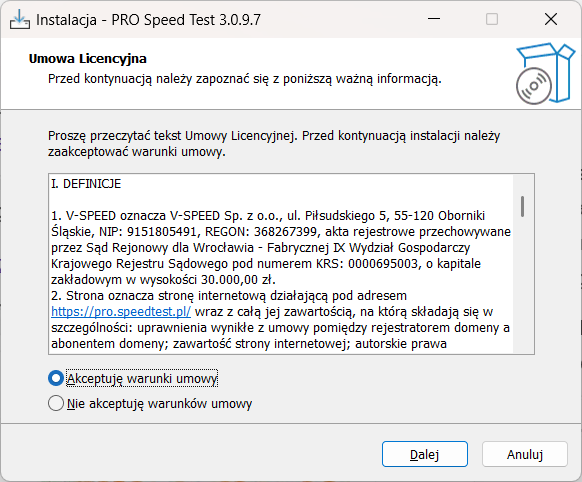 Instalacja - PRO Speed Test 3.0.9.7
Umowa Licencyjna
Przed kontynuacją należy zapoznać się z poniższą ważną informacją.
Proszę przeczytać tekst Umowy Licencyjnej. Przed kontynuacją instalacji należy
zaakceptować warunki umowy.
I. DEFINICJE
1. V-SPEED oznacza V-SPEED Sp. z o.o., ul. Piłsudskiego 5, 55-120 Oborniki
Śląskie, NIP: 9151805491, REGON: 368267399, akta rejestrowe przechowywane
przez Sąd Rejonowy dla Wrocławia - Fabrycznej IX Wydział Gospodarczy
Krajowego Rejestru Sądowego pod numerem KRS: 0000695003, o kapitale
zakładowym w wysokości 30.000,00 zł.
2. Strona oznacza stronę internetową działającą pod adresem
https://pro.speedtest.pl/ wraz z całą jej zawartością, na którą składają się w
szczególności: uprawnienia wynikłe z umowy pomiędzy rejestratorem domeny a
abonentem domeny; zawartość strony internetowej; autorskie prawa
Akceptuję warunki umowy
Nie akceptuję warunków umowy
Dalej
Anuluj